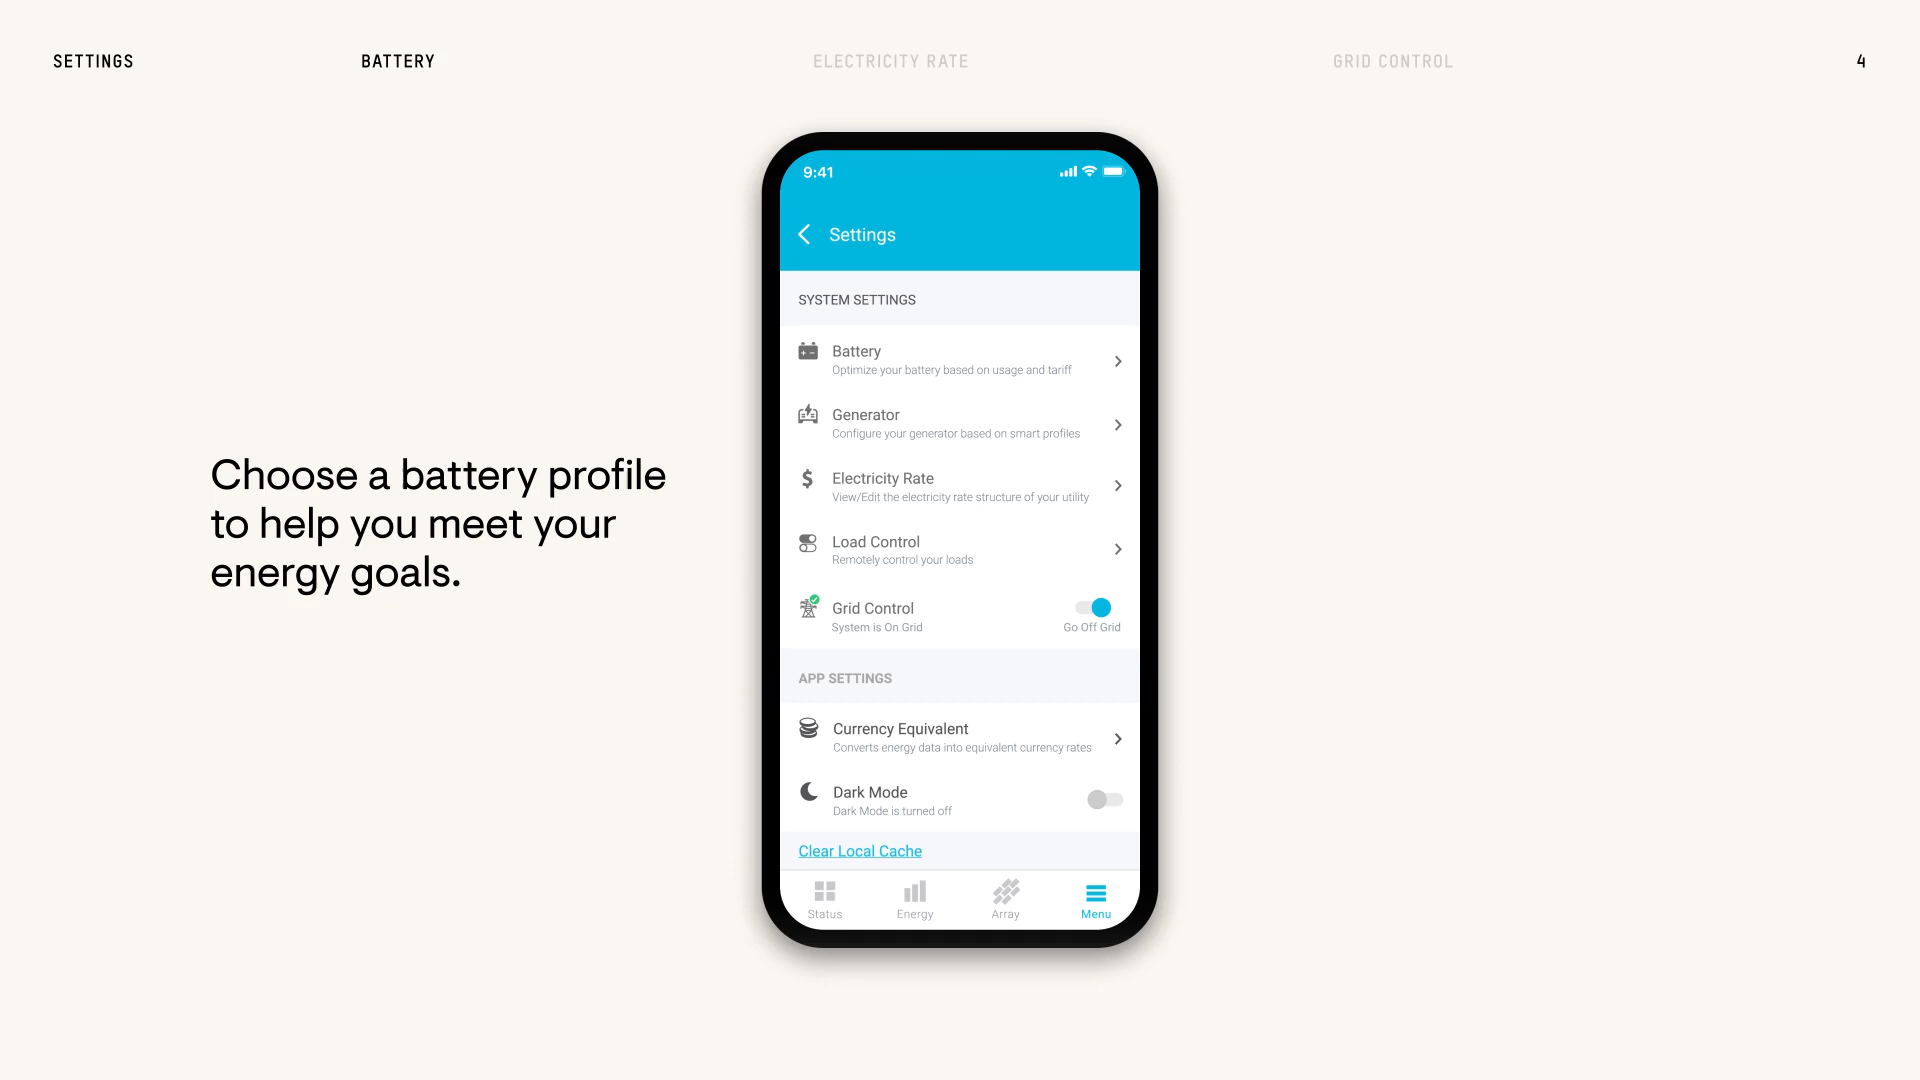 SETTINGS
BATTERY
ELECTRICITY RATE
GRID CONTROL
4
Choose a battery profile
to help you meet your
energy goals.
9:41
Settings
SYSTEM SETTINGS
Battery
Optimize your battery based on usage and tariff
Generator
Configure your generator based on smart profiles
Electricity Rate
View/Edit the electricity rate structure of your utility
Load Control
Remotely control your loads
Grid Control
System is On Grid
Go Off Grid
APP SETTINGS
Currency Equivalent
Converts energy data into equivalent currency rates
Dark Mode
Dark Mode is turned off
Clear Local Cache
Status
Energy
Array
Menu